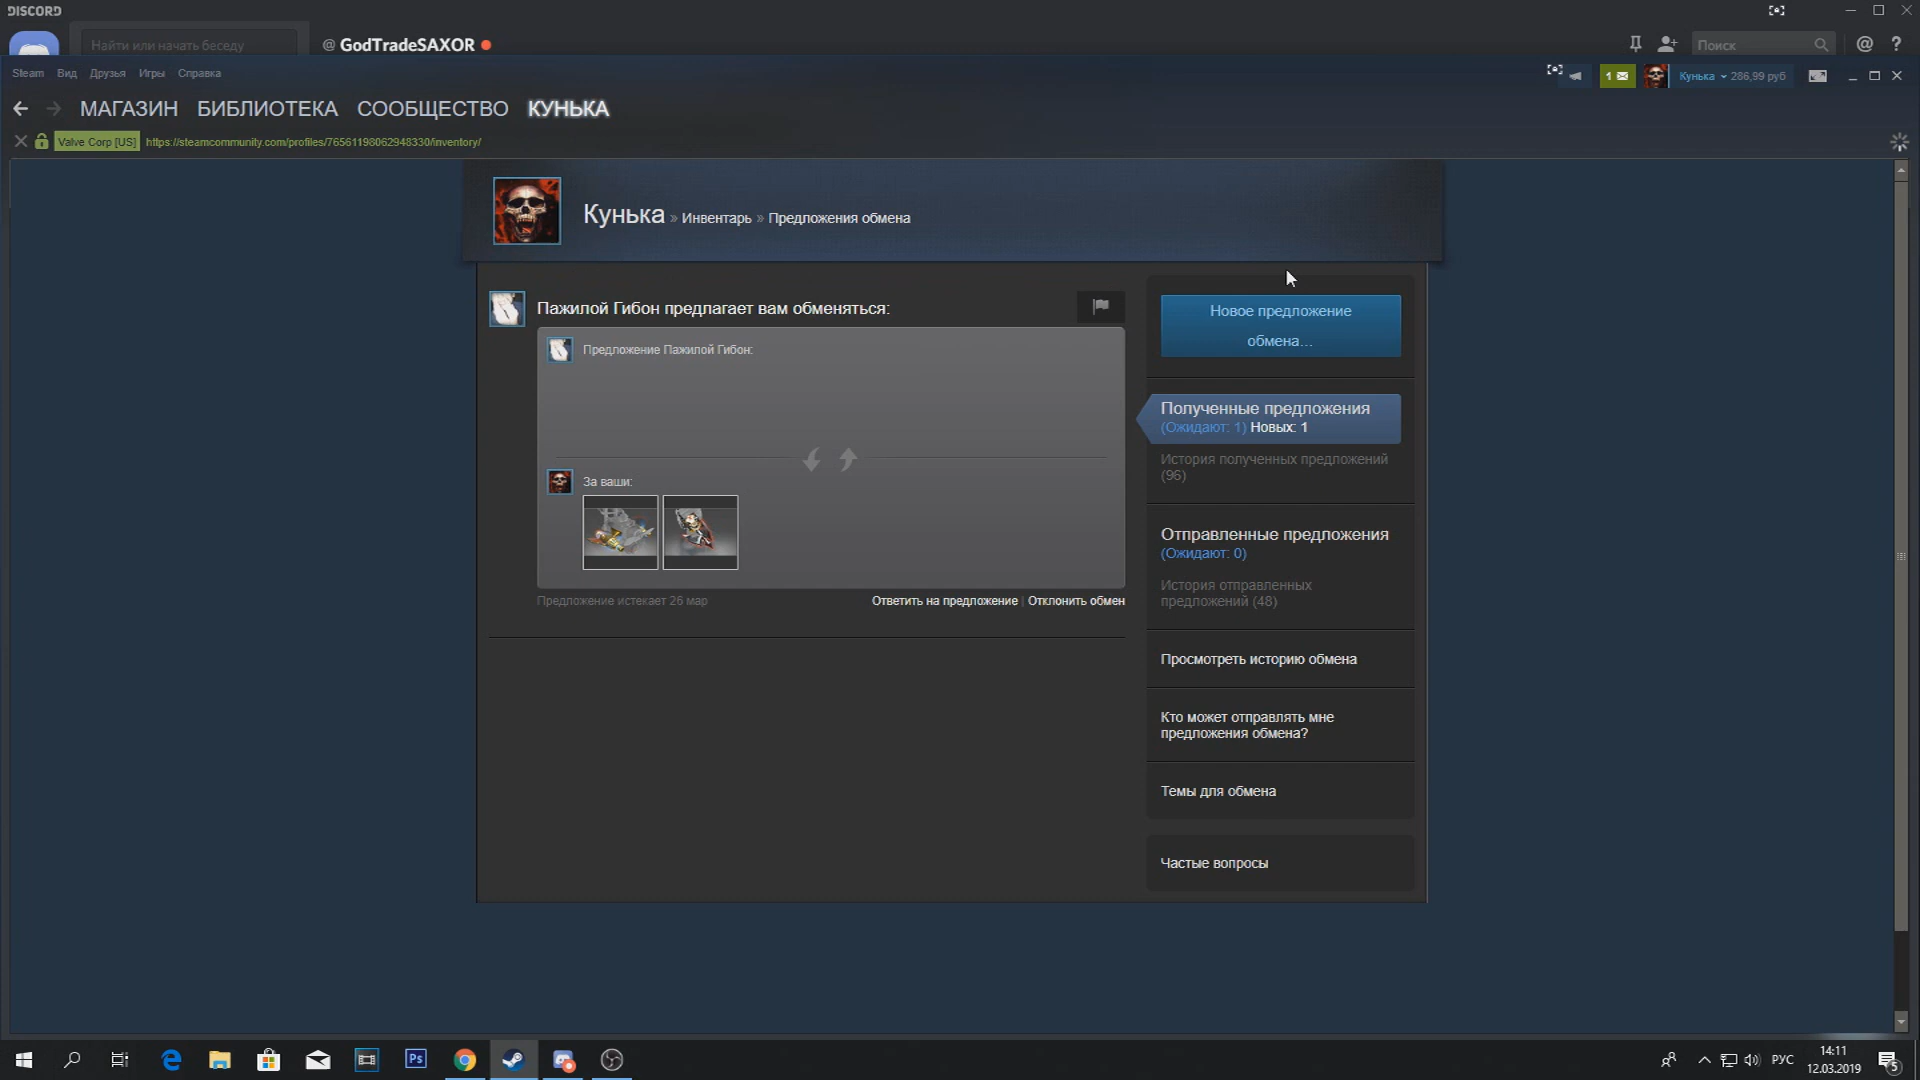 DISCORD
Найти или начать беседу
@ GodTradeSAXOR
Поиск
@ ?
Steam Вид Друзья Игры Справка
1
Кунька 286,99 руб
МАГАЗИН БИБЛИОТЕКА СООБЩЕСТВО КУНЬКА
Valve Corp [US] https://steamcommunity.com/profiles/76561198062948330/inventory/
Кунька » Инвентарь » Предложения обмена
Пажилой Гибон предлагает вам обменяться:
Предложение Пажилой Гибон:
За ваши:
Предложение истекает 26 мар
Ответить на предложение | Отклонить обмен
Новое предложение
обмена...
Полученные предложения
(Ожидают: 1) Новых: 1
История полученных предложений
(96)
Отправленные предложения
(Ожидают: 0)
История отправленных
предложений (48)
Просмотреть историю обмена
Кто может отправлять мне
предложения обмена?
Темы для обмена
Частые вопросы
Ps
РУС
14:11
12.03.2019
5